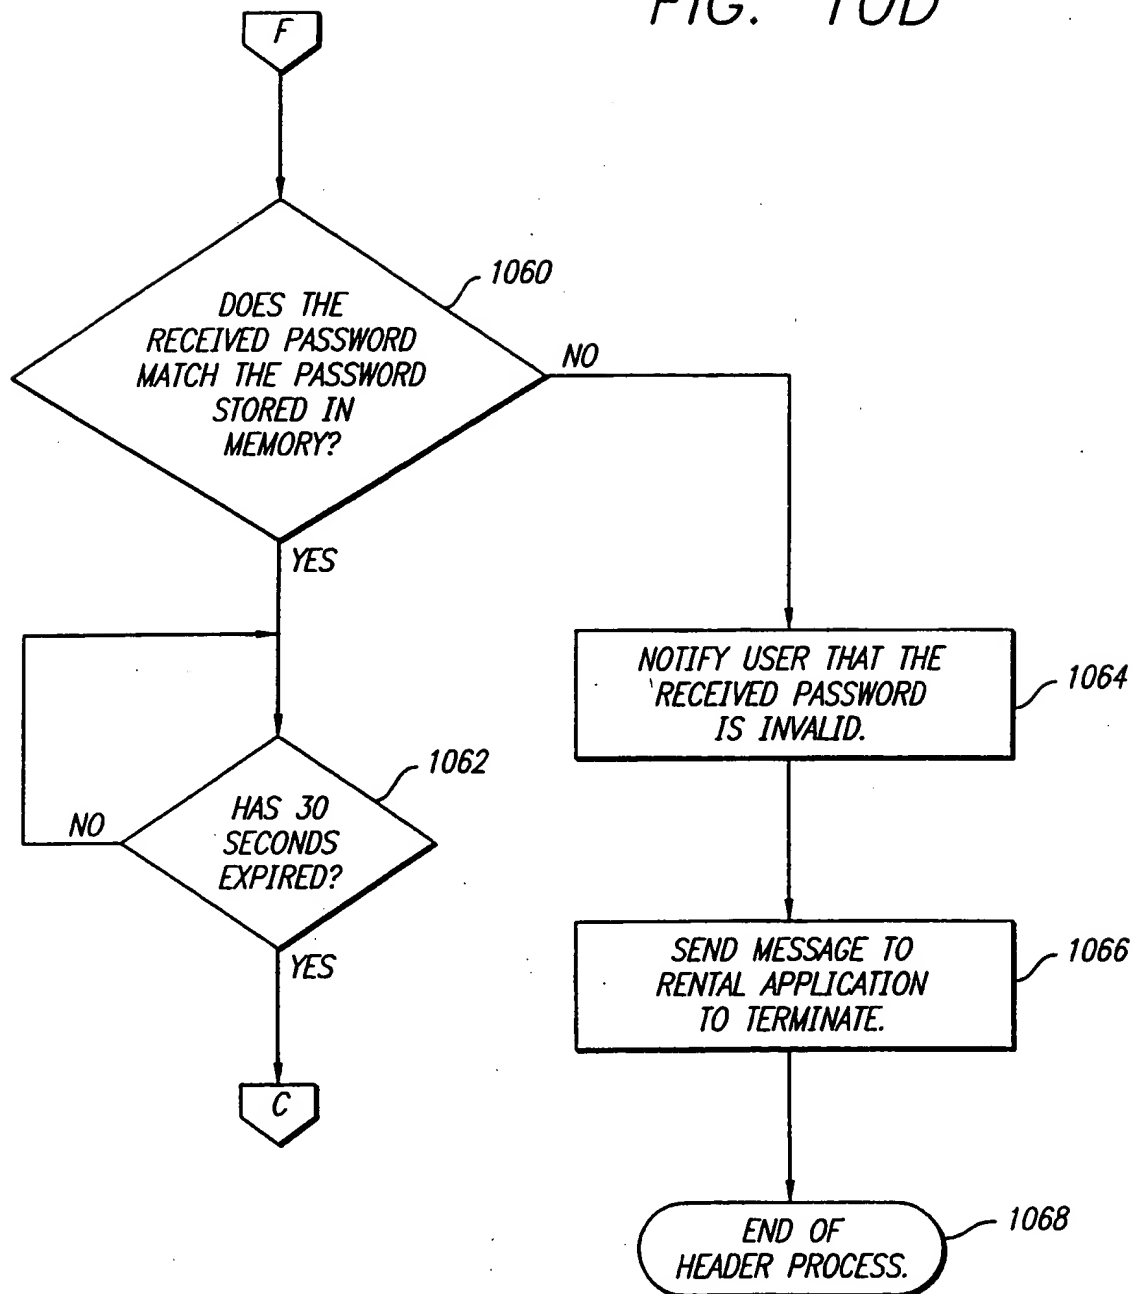 FIG. 10D
F
1060
DOES THE
RECEIVED PASSWORD
MATCH THE PASSWORD
STORED IN
MEMORY?
NO
YES
NOTIFY USER THAT THE
RECEIVED PASSWORD
IS INVALID.
1064
1062
HAS 30
SECONDS
EXPIRED?
NO
YES
SEND MESSAGE TO
RENTAL APPLICATION
TO TERMINATE.
1066
C
END OF
HEADER PROCESS.
1068